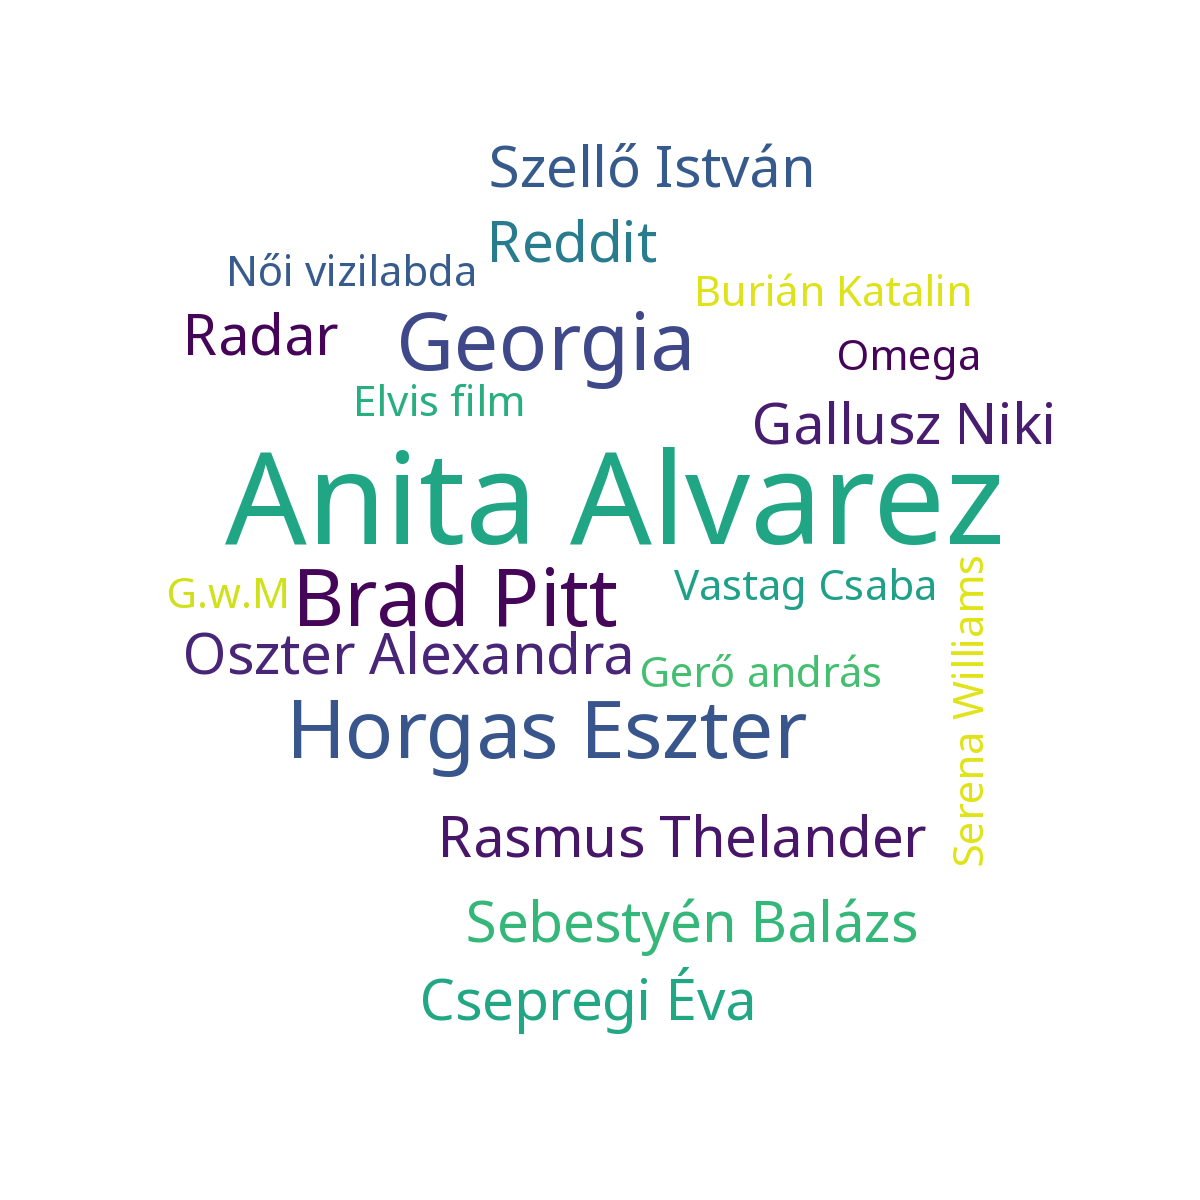 Szellő István
Reddit
Női vizilabda
Burián Katalin
Radar
Georgia
Omega
Elvis film
Gallusz Niki
Anita Alvarez
G.w.M
Brad Pitt
Vastag Csaba
Oszter Alexandra
Gerő andrás
Serena Williams
Horgas Eszter
Rasmus Thelander
Sebestyén Balázs
Csepregi Éva